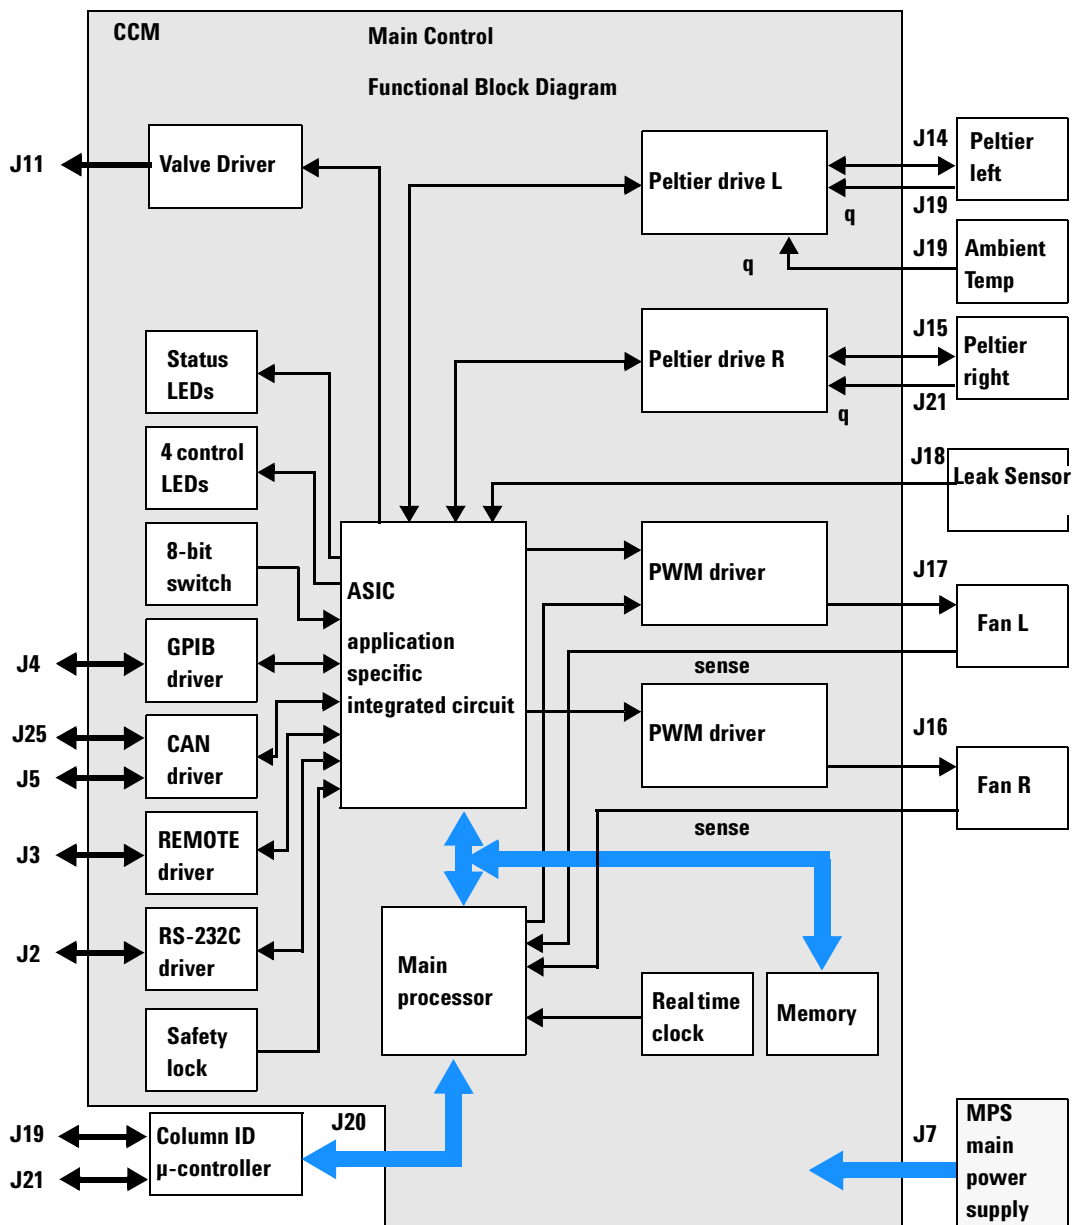 CCM
Main Control
Functional Block Diagram
J11
Valve Driver
Peltier drive L
J14
Peltier
left
J19
q
J19
Ambient
Temp
q
Status
LEDs
Peltier drive R
J15
Peltier
right
J21
q
4 control
LEDs
J18
Leak Sensor
8-bit
switch
ASIC
application
specific
integrated circuit
PWM driver
J17
Fan L
sense
J4
GPIB
driver
J25
J5
CAN
driver
PWM driver
J16
Fan R
sense
J3
REMOTE
driver
J2
RS-232C
driver
Main
processor
Real time
clock
Memory
Safety
lock
J19
J21
Column ID
µ-controller
J20
J7
MPS
main
power
supply